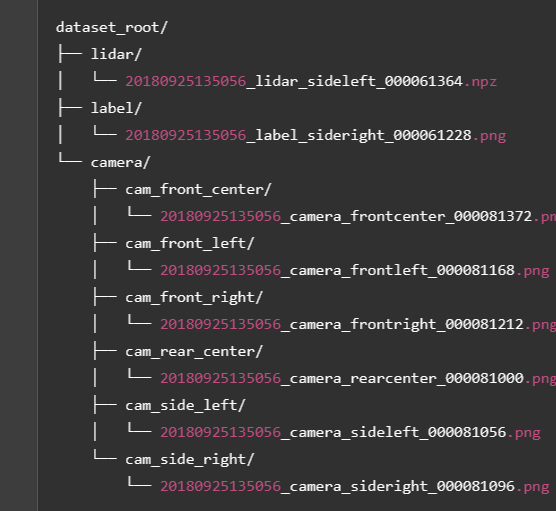 dataset_root/
├── lidar/
│   └── 20180925135056_lidar_sideleft_000061364.npz
├── label/
│   └── 20180925135056_label_sideright_000061228.png
└── camera/
    ├── cam_front_center/
    │   └── 20180925135056_camera_frontcenter_000081372.pn
    ├── cam_front_left/
    │   └── 20180925135056_camera_frontleft_000081168.png
    ├── cam_front_right/
    │   └── 20180925135056_camera_frontright_000081212.png
    ├── cam_rear_center/
    │   └── 20180925135056_camera_rearcenter_000081000.png
    ├── cam_side_left/
    │   └── 20180925135056_camera_sideleft_000081056.png
    └── cam_side_right/
        └── 20180925135056_camera_sideright_000081096.png